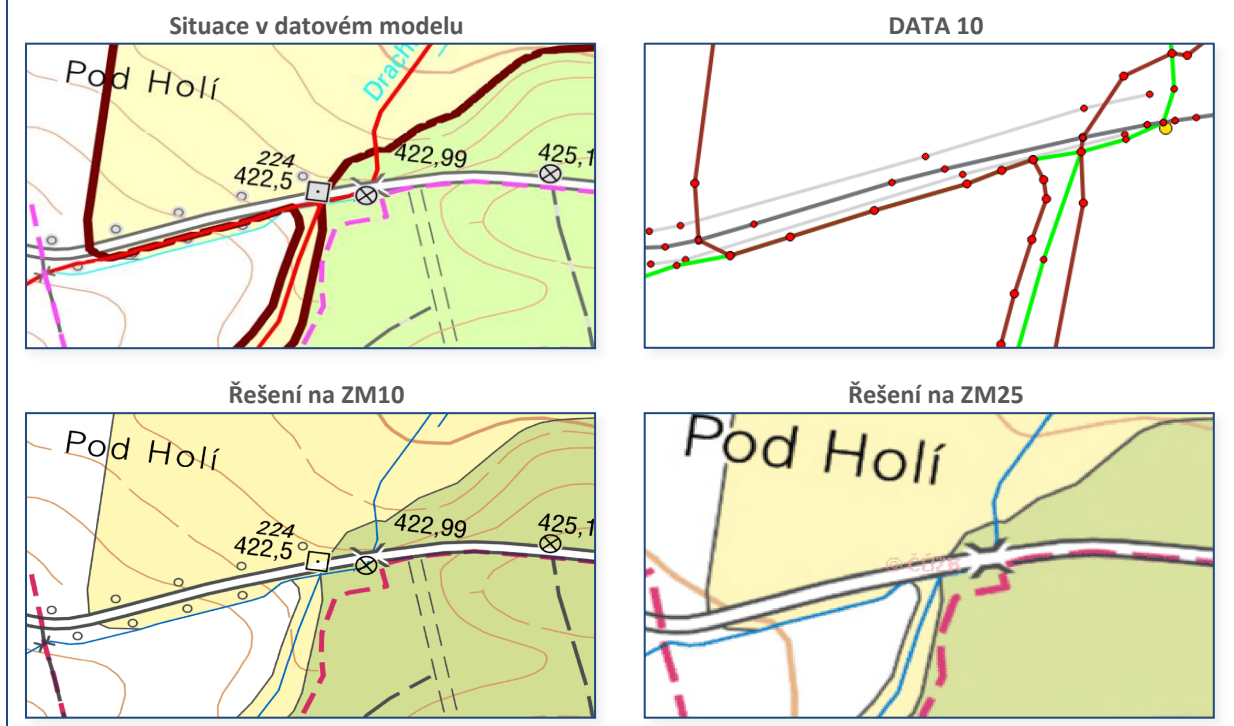 Situace v datovém modelu
DATA 10
Pod Holí
Drach
224
422,5
422,99
425,1
Řešení na ZM10
Řešení na ZM25
Pod Holí
224
422,5
422,99
425,1
Pod Holí
© ČÚZK